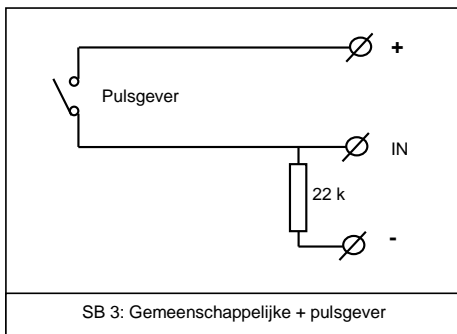 +
Pulsgever
IN
22 k
-
SB 3: Gemeenschappelijke + pulsgever